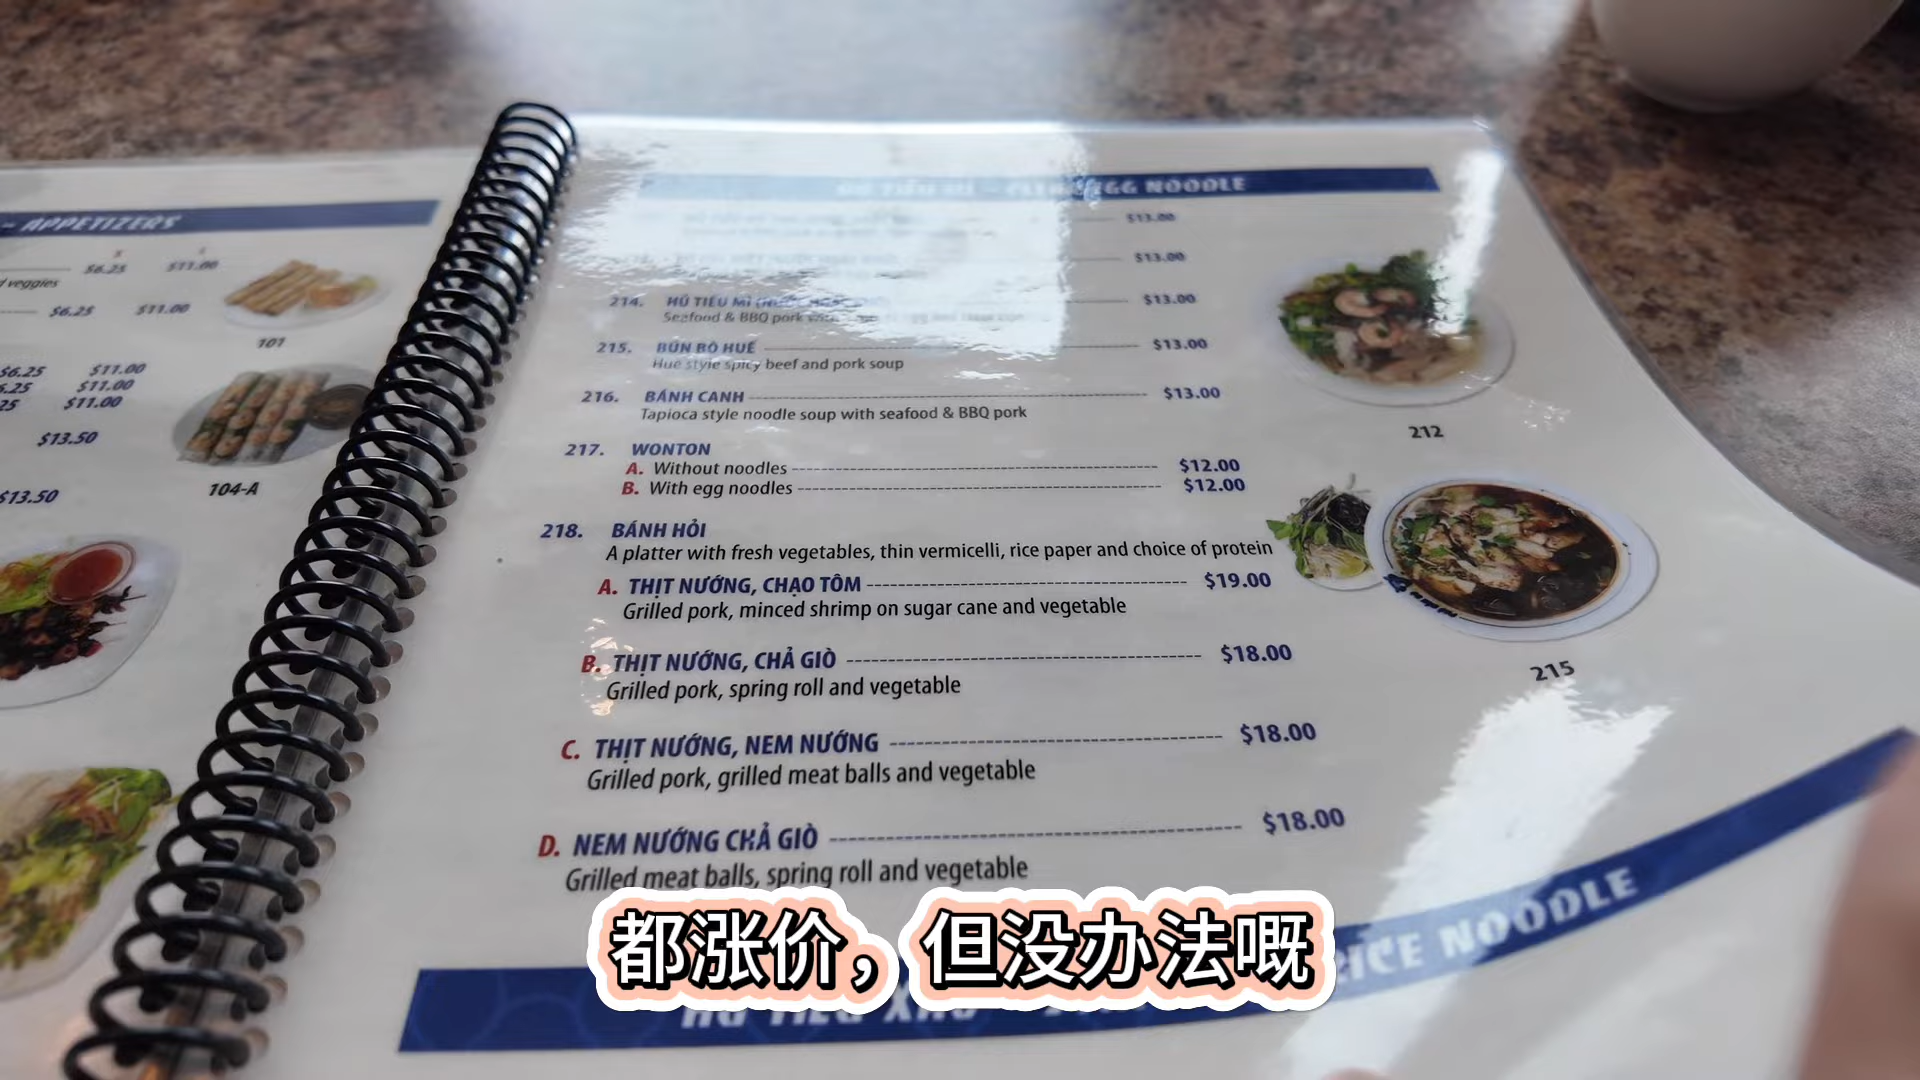 - APPETIZERS
$6.25 $11.00
d veggies
$6.25 $11.00
101
$6.25 $11.00
6.25 $11.00
25 $11.00
$13.50
104-A
$13.50
EGG NOODLE
$13.00
$13.00
214. HỦ TIẾU MÌ $13.00
Seafood & BBQ pork
215. BÚN BÒ HUẾ $13.00
Hue style spicy beef and pork soup
216. BÁNH CANH $13.00
Tapioca style noodle soup with seafood & BBQ pork
212
217. WONTON
A. Without noodles $12.00
B. With egg noodles $12.00
218. BÁNH HỎI
A platter with fresh vegetables, thin vermicelli, rice paper and choice of protein
A. THỊT NƯỚNG, CHẠO TÔM $19.00
Grilled pork, minced shrimp on sugar cane and vegetable
B. THỊT NƯỚNG, CHẢ GIÒ $18.00
Grilled pork, spring roll and vegetable
215
C. THỊT NƯỚNG, NEM NƯỚNG $18.00
Grilled pork, grilled meat balls and vegetable
D. NEM NƯỚNG CHẢ GIÒ $18.00
Grilled meat balls, spring roll and vegetable
RICE NOODLE
都涨价，但没办法嘅